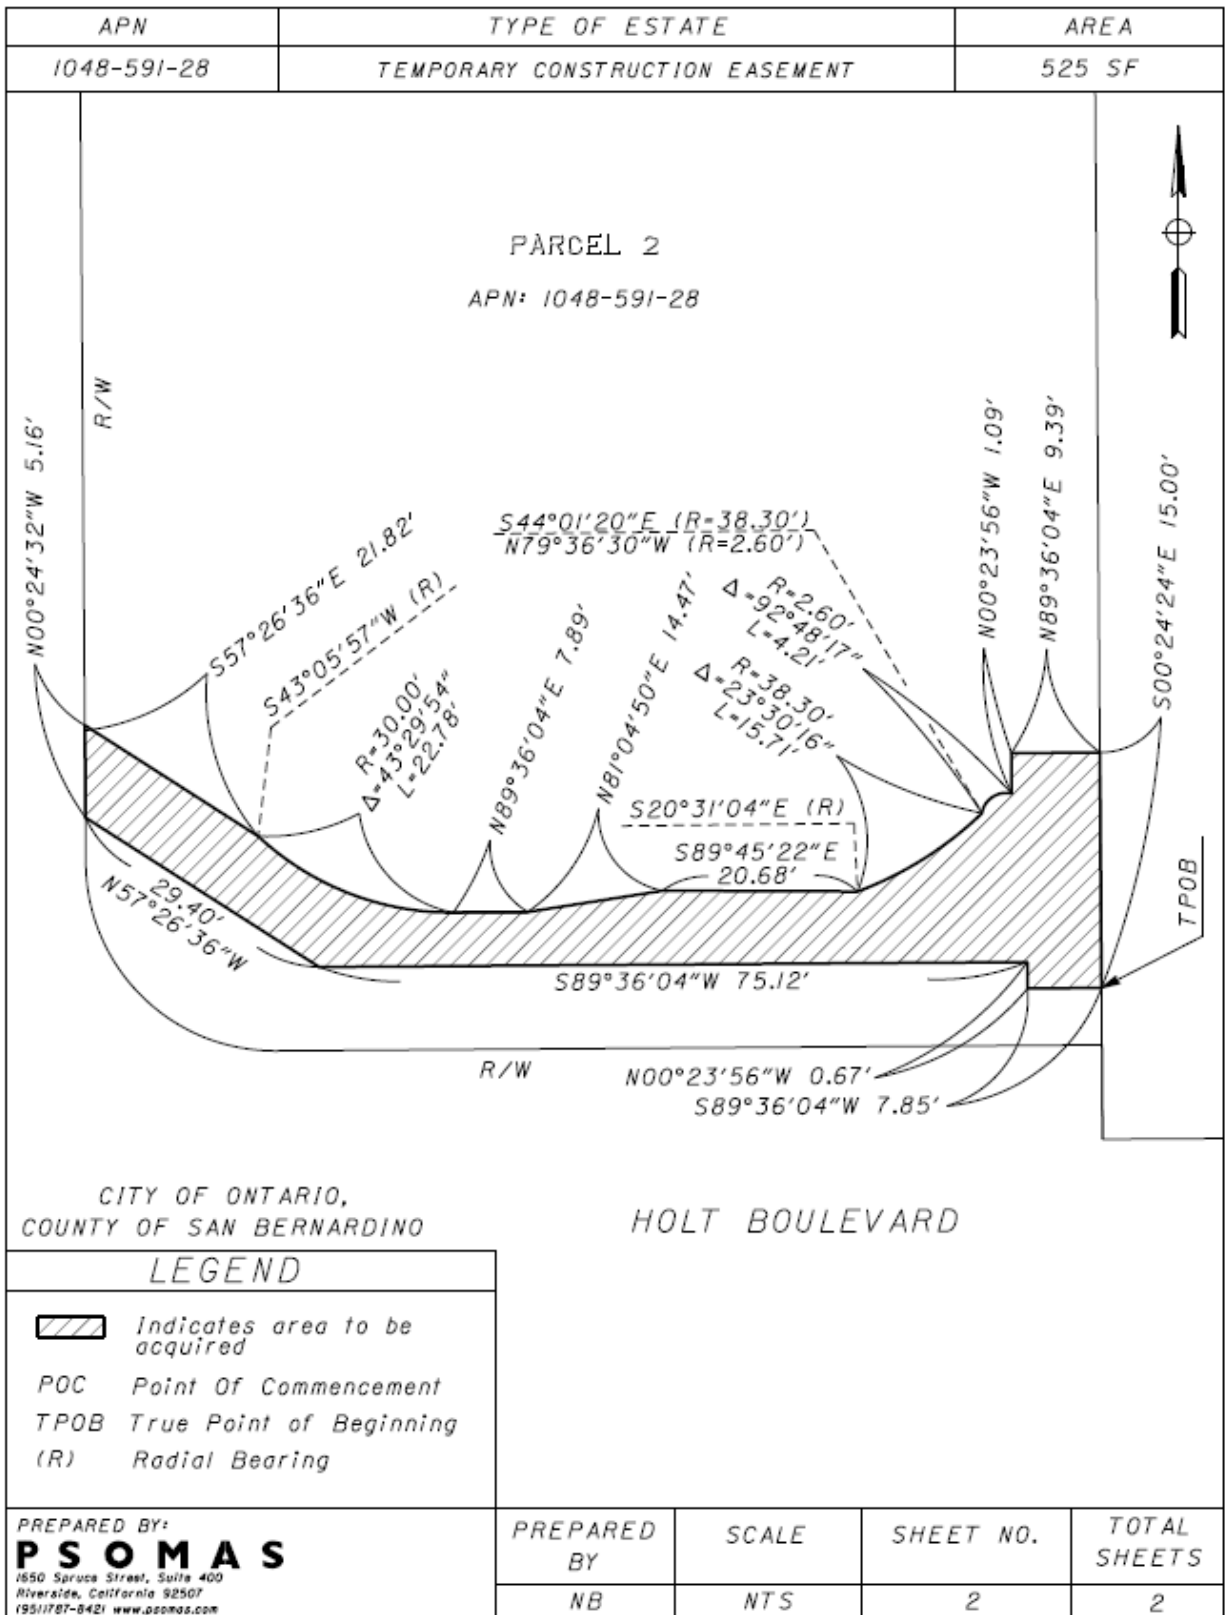 APN
TYPE OF ESTATE
AREA
1048-591-28
TEMPORARY CONSTRUCTION EASEMENT
525 SF
PARCEL 2
APN: 1048-591-28
R/W
N00°24'32"W 5.16'
S57°26'36"E 21.82'
S43°05'57"W (R)
R=30.00'
Δ=43°29'54"
L=22.78'
N89°36'04"E 7.89'
S44°01'20"E (R=38.30')
N79°36'30"W (R=2.60')
N81°04'50"E 14.47'
R=2.60'
Δ=92°48'17"
L=4.21'
R=38.30'
Δ=23°30'16"
L=15.71'
S20°31'04"E (R)
S89°45'22"E
20.68'
N00°23'56"W 1.09'
N89°36'04"E 9.39'
S00°24'24"E 15.00'
TPOB
29.40'
N57°26'36"W
S89°36'04"W 75.12'
R/W
N00°23'56"W 0.67'
S89°36'04"W 7.85'
CITY OF ONTARIO,
COUNTY OF SAN BERNARDINO
HOLT BOULEVARD
LEGEND
Indicates area to be
acquired
POC Point Of Commencement
TPOB True Point of Beginning
(R) Radial Bearing
PREPARED BY:
PSOMAS
1650 Spruce Street, Suite 400
Riverside, California 92507
(951)787-8421 www.psomas.com
PREPARED
BY
SCALE
SHEET NO.
TOTAL
SHEETS
NB
NTS
2
2